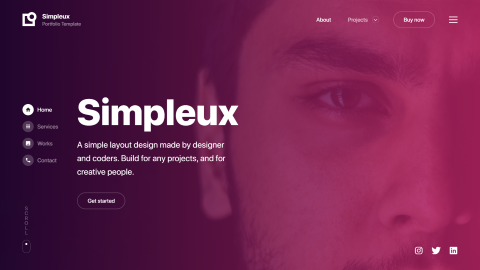 Simpleux
Portfolio Template
About
Projects
Buy now
Home
Services
Works
Contact
Simpleux
A simple layout design made by designer
and coders. Build for any projects, and for
creative people.
Get started
SCROLL